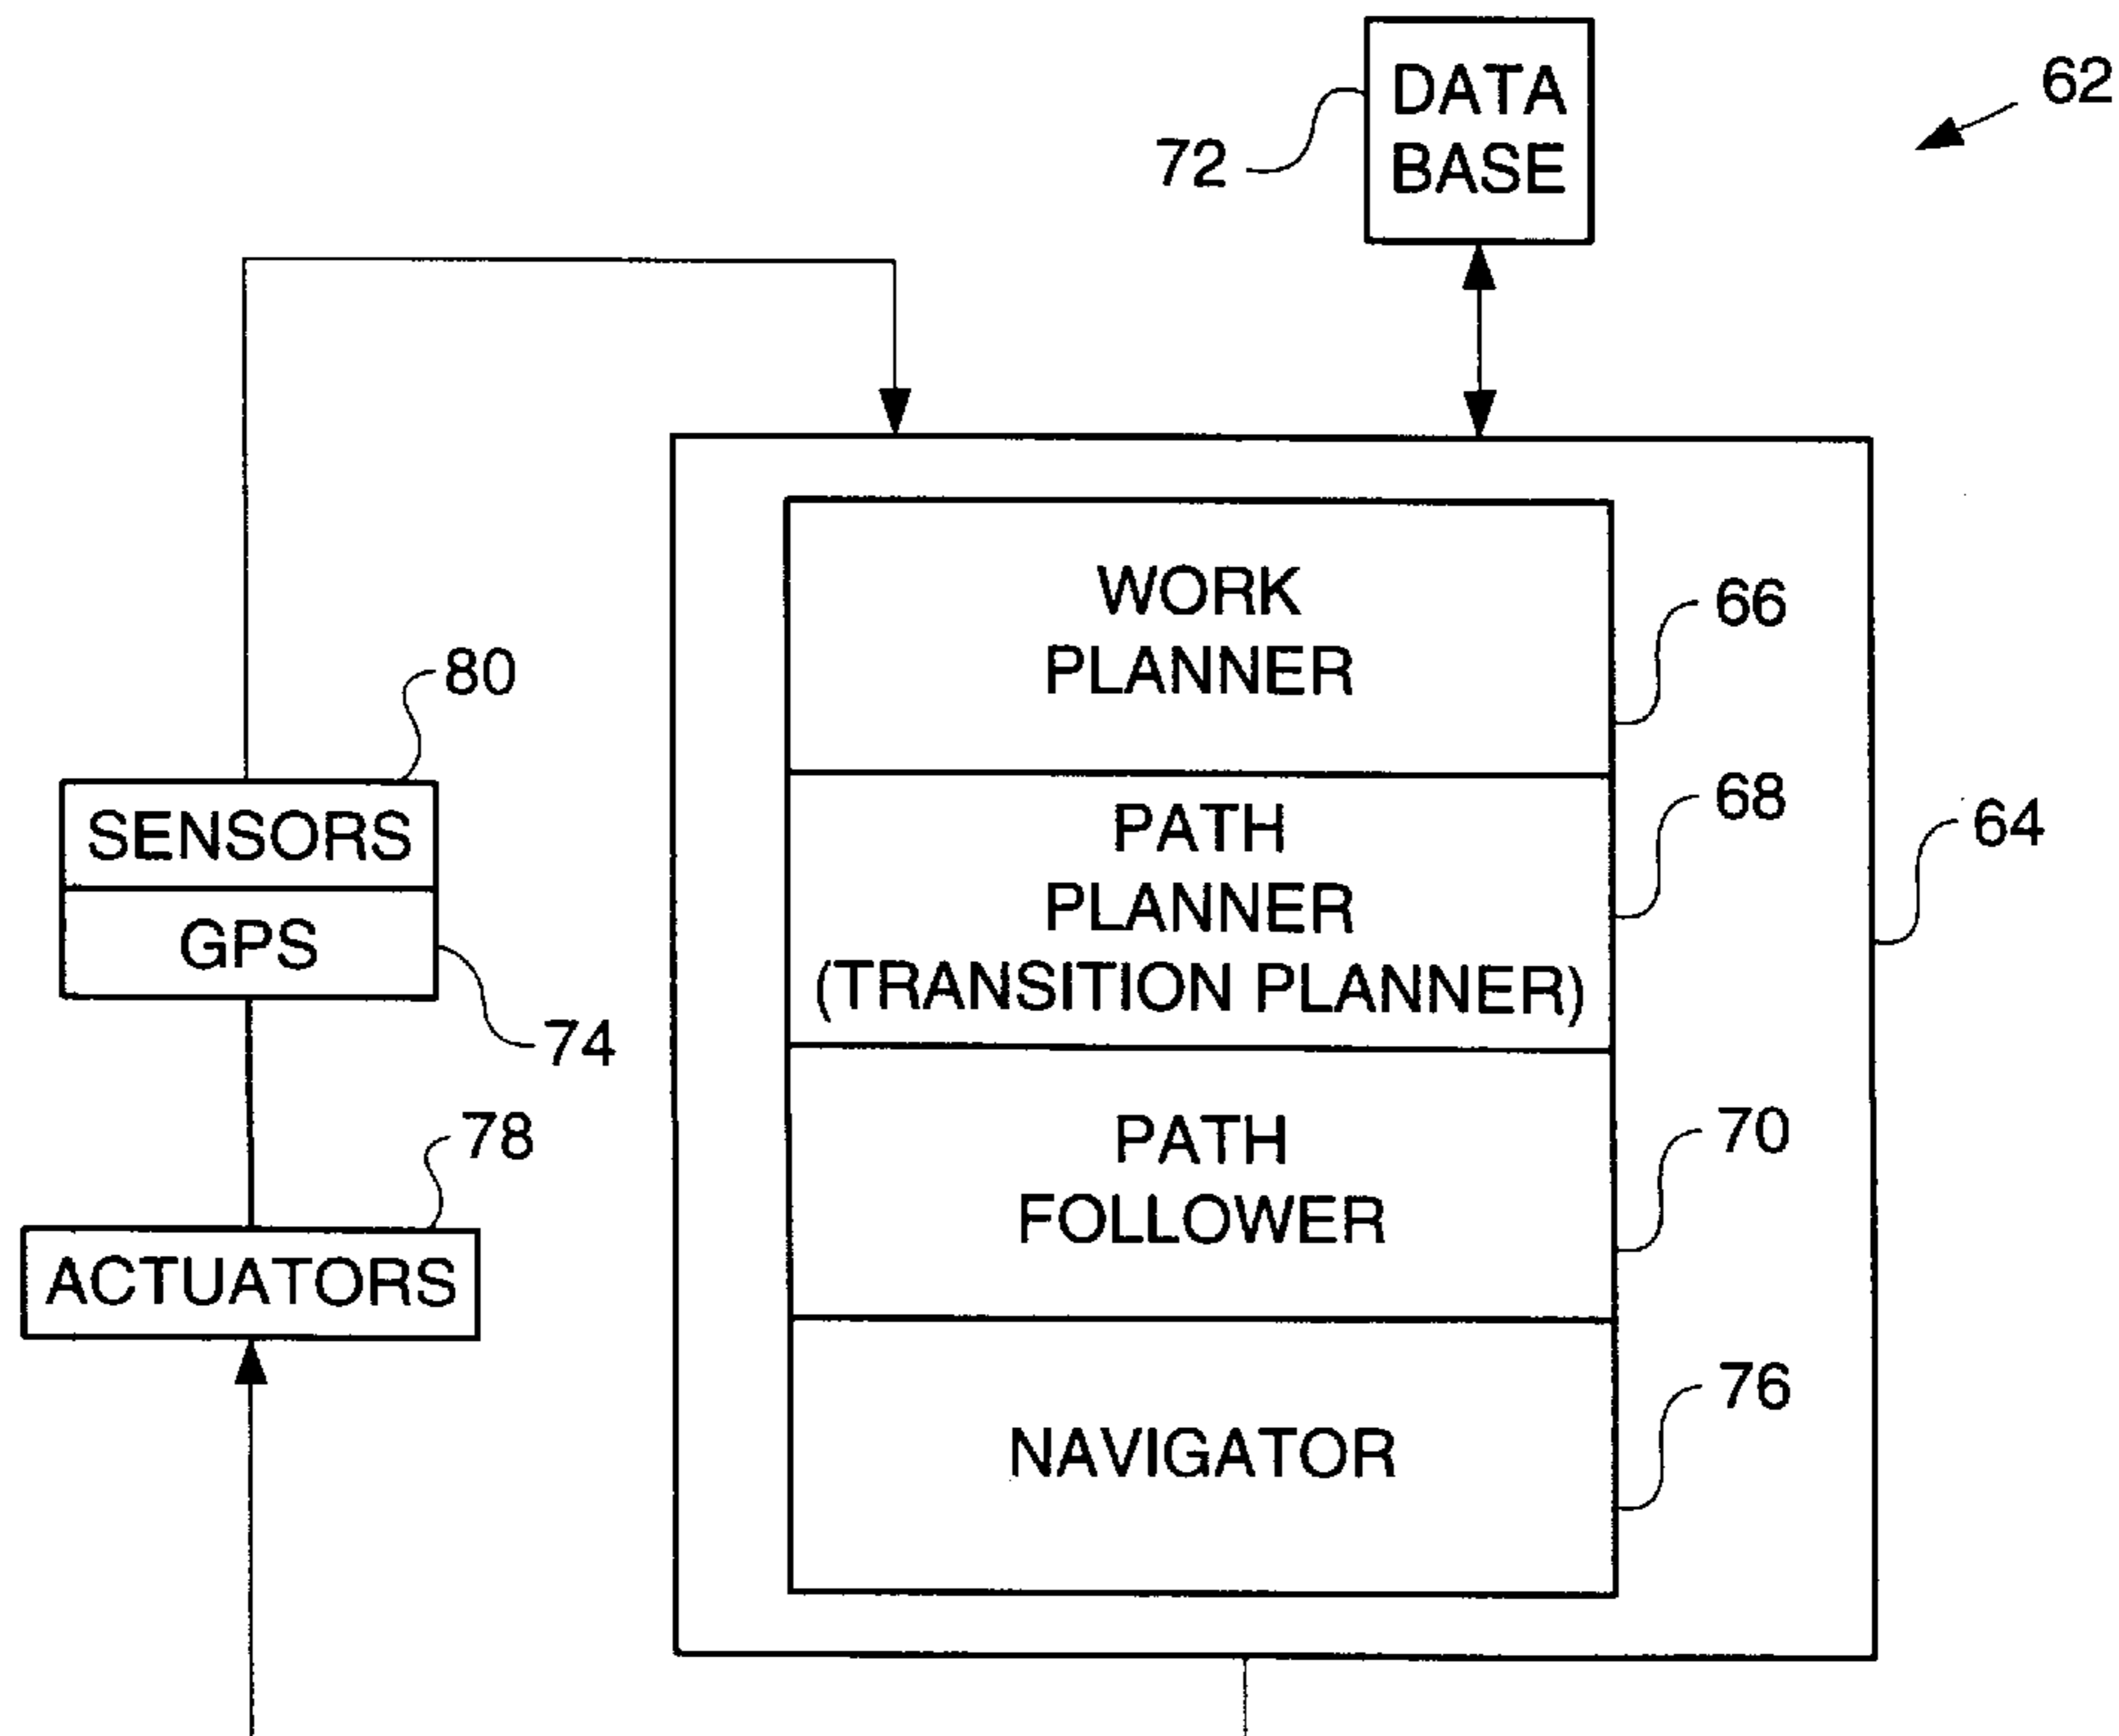 DATA
BASE
62
72
WORK
PLANNER
66
80
SENSORS
GPS
74
PATH
PLANNER
(TRANSITION PLANNER)
68
64
78
ACTUATORS
PATH
FOLLOWER
70
NAVIGATOR
76